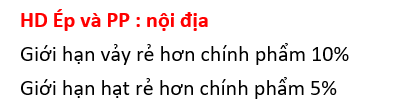 HD Ép và PP : nội địa
Giới hạn vảy rẻ hơn chính phẩm 10%
Giới hạn hạt rẻ hơn chính phẩm 5%